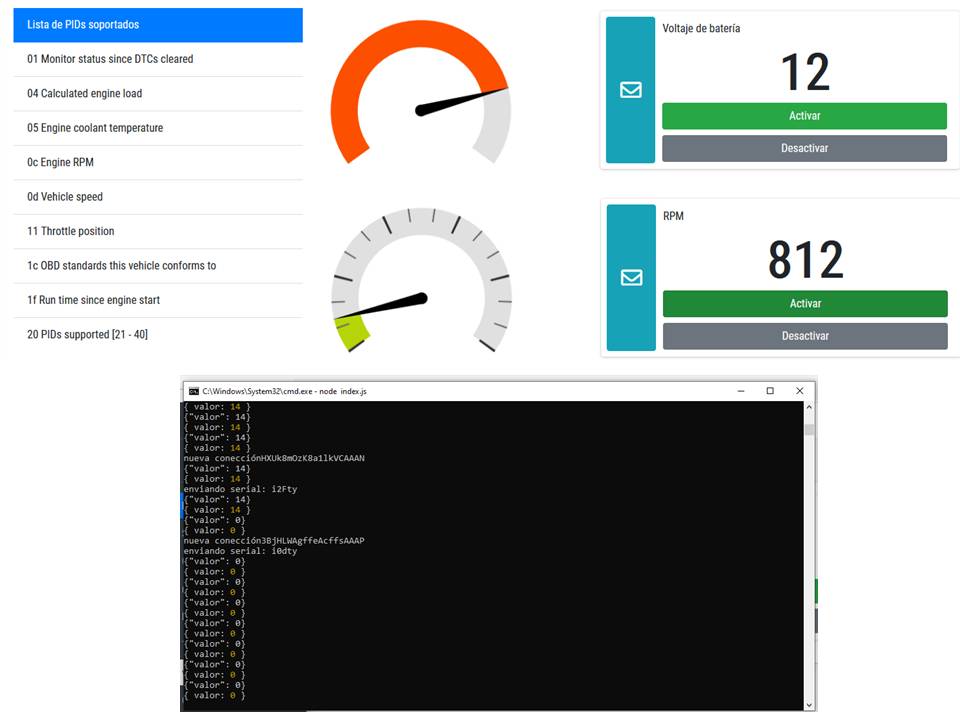 Lista de PIDs soportados
01 Monitor status since DTCs cleared
04 Calculated engine load
05 Engine coolant temperature
0c Engine RPM
0d Vehicle speed
11 Throttle position
1c OBD standards this vehicle conforms to
1f Run time since engine start
20 PIDs supported [21 - 40]
Voltaje de batería
12
Activar
Desactivar
RPM
812
Activar
Desactivar
C:\Windows\System32\cmd.exe - node index.js
{ valor: 14 }
{"valor": 14}
{ valor: 14 }
{"valor": 14}
{ valor: 14 }
nueva conecciónHXUk8mOzK8a1lkVCAAAN
{"valor": 14}
{ valor: 14 }
enviando serial: i2Fty
{"valor": 14}
{ valor: 14 }
{"valor": 0}
{ valor: 0 }
nueva conección3BjHLWAgffeAcffsAAAP
enviando serial: i0dty
{"valor": 0}
{ valor: 0 }
{"valor": 0}
{ valor: 0 }
{"valor": 0}
{ valor: 0 }
{"valor": 0}
{ valor: 0 }
{"valor": 0}
{ valor: 0 }
{"valor": 0}
{ valor: 0 }
{"valor": 0}
{ valor: 0 }